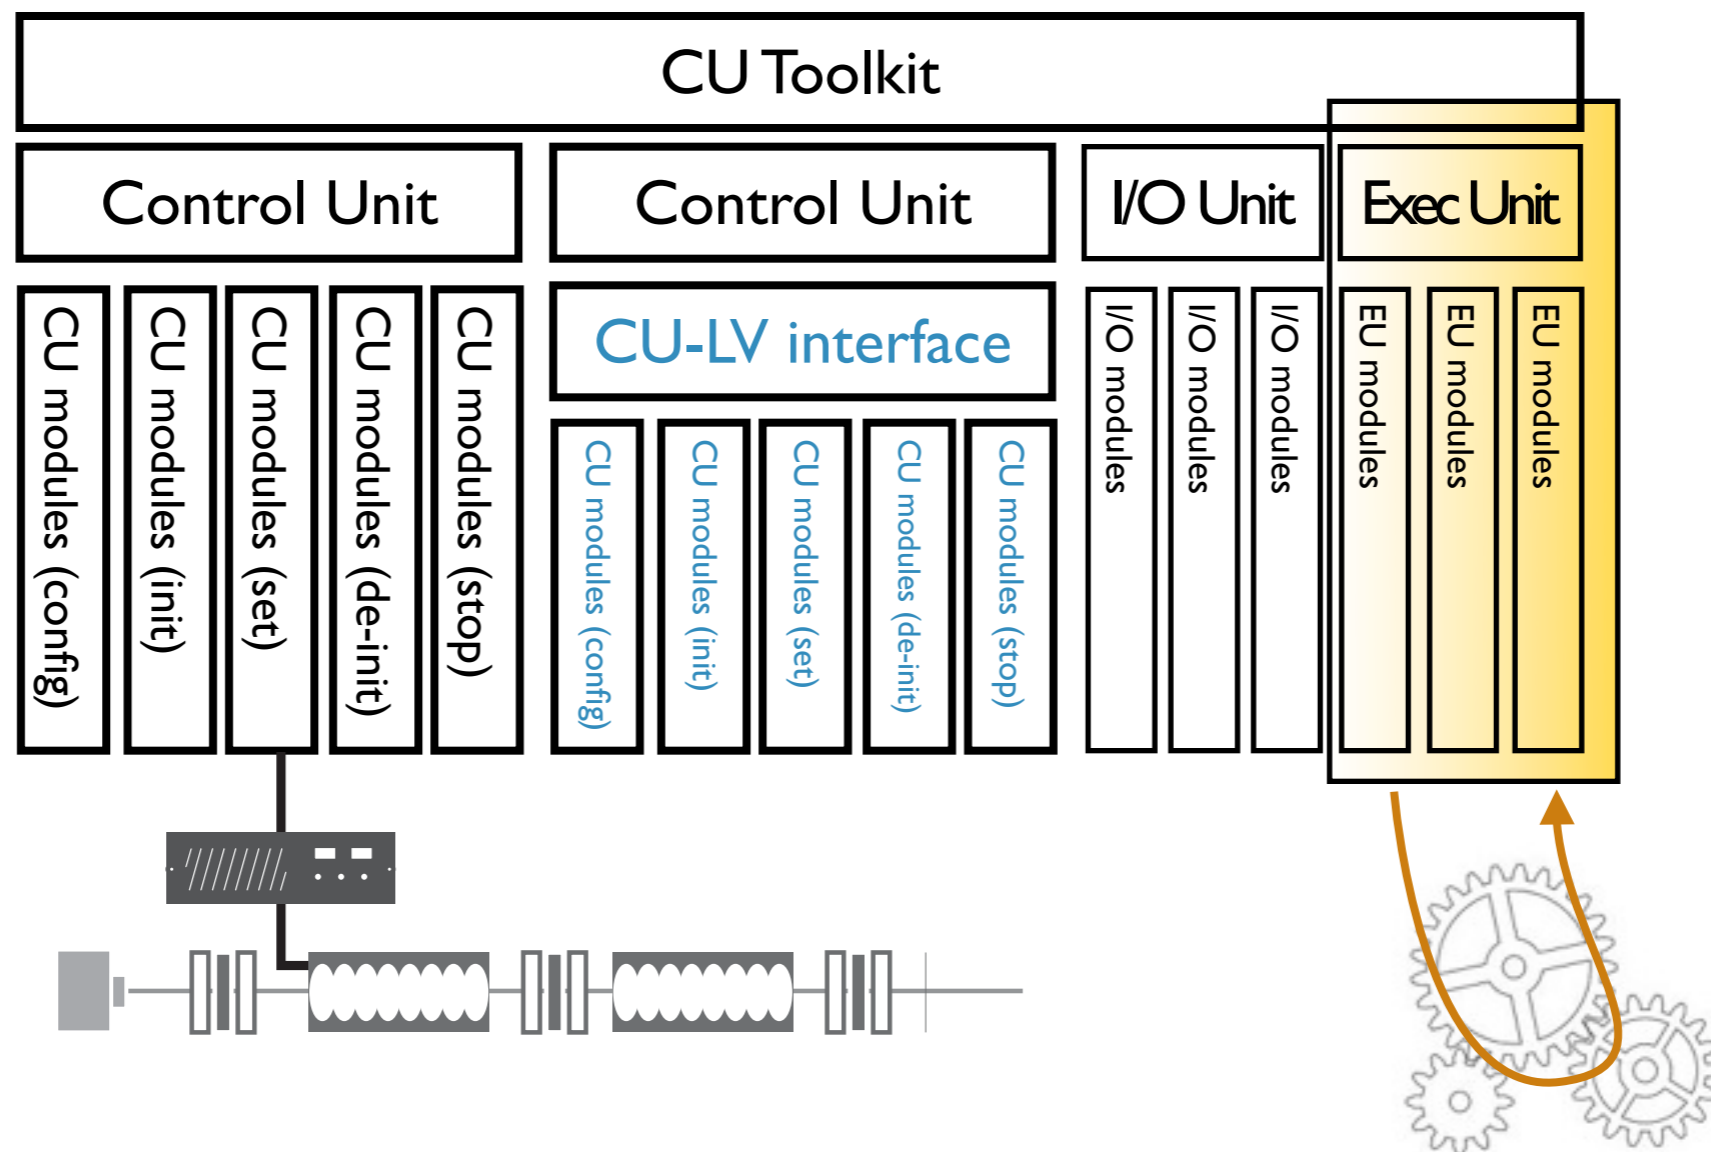 CU Toolkit
Control Unit
Control Unit
I/O Unit
Exec Unit
CU modules (config)
CU modules (init)
CU modules (set)
CU modules (de-init)
CU modules (stop)
CU-LV interface
CU modules (config)
CU modules (init)
CU modules (set)
CU modules (de-init)
CU modules (stop)
I/O modules
I/O modules
I/O modules
EU modules
EU modules
EU modules